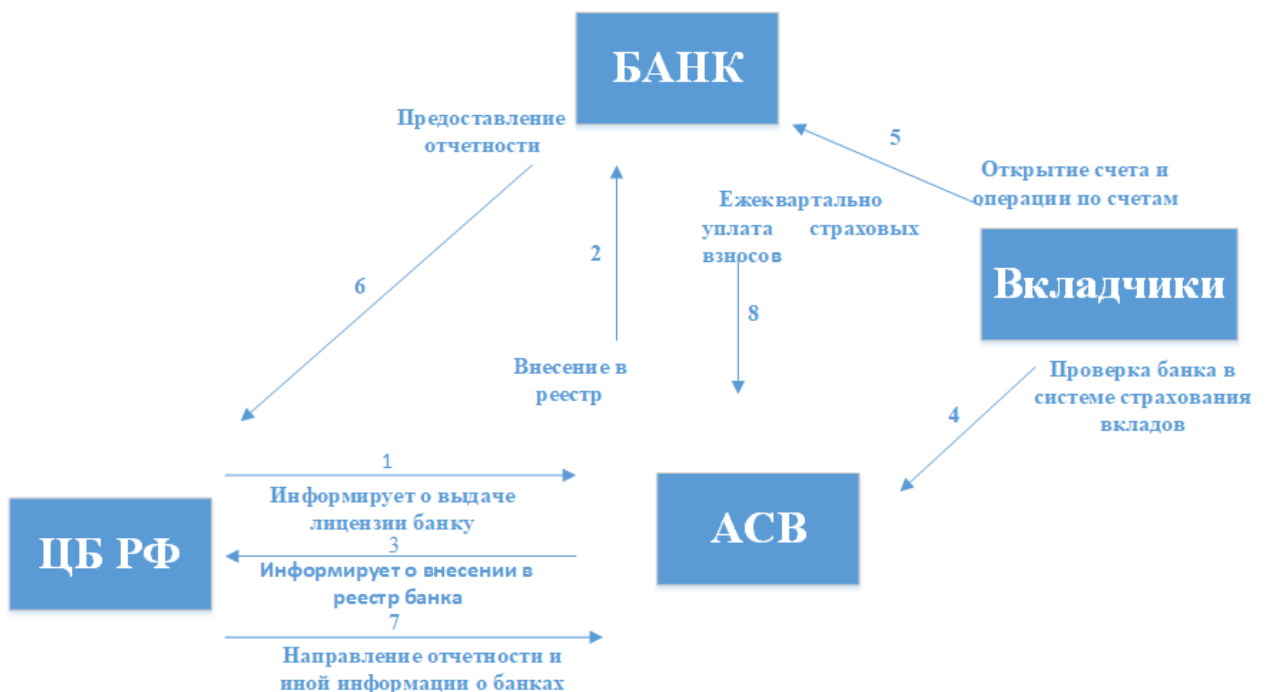 БАНК
Предоставление
отчетности
5
Открытие счета и
операции по счетам
Ежеквартально
уплата страховых
взносов
2
6
8
Вкладчики
Внесение в
реестр
Проверка банка в
системе страхования
вкладов
4
1
Информирует о выдаче
лицензии банку
3
Информирует о внесении в
реестр банка
7
Направление отчетности и
иной информации о банках
ЦБ РФ
АСВ